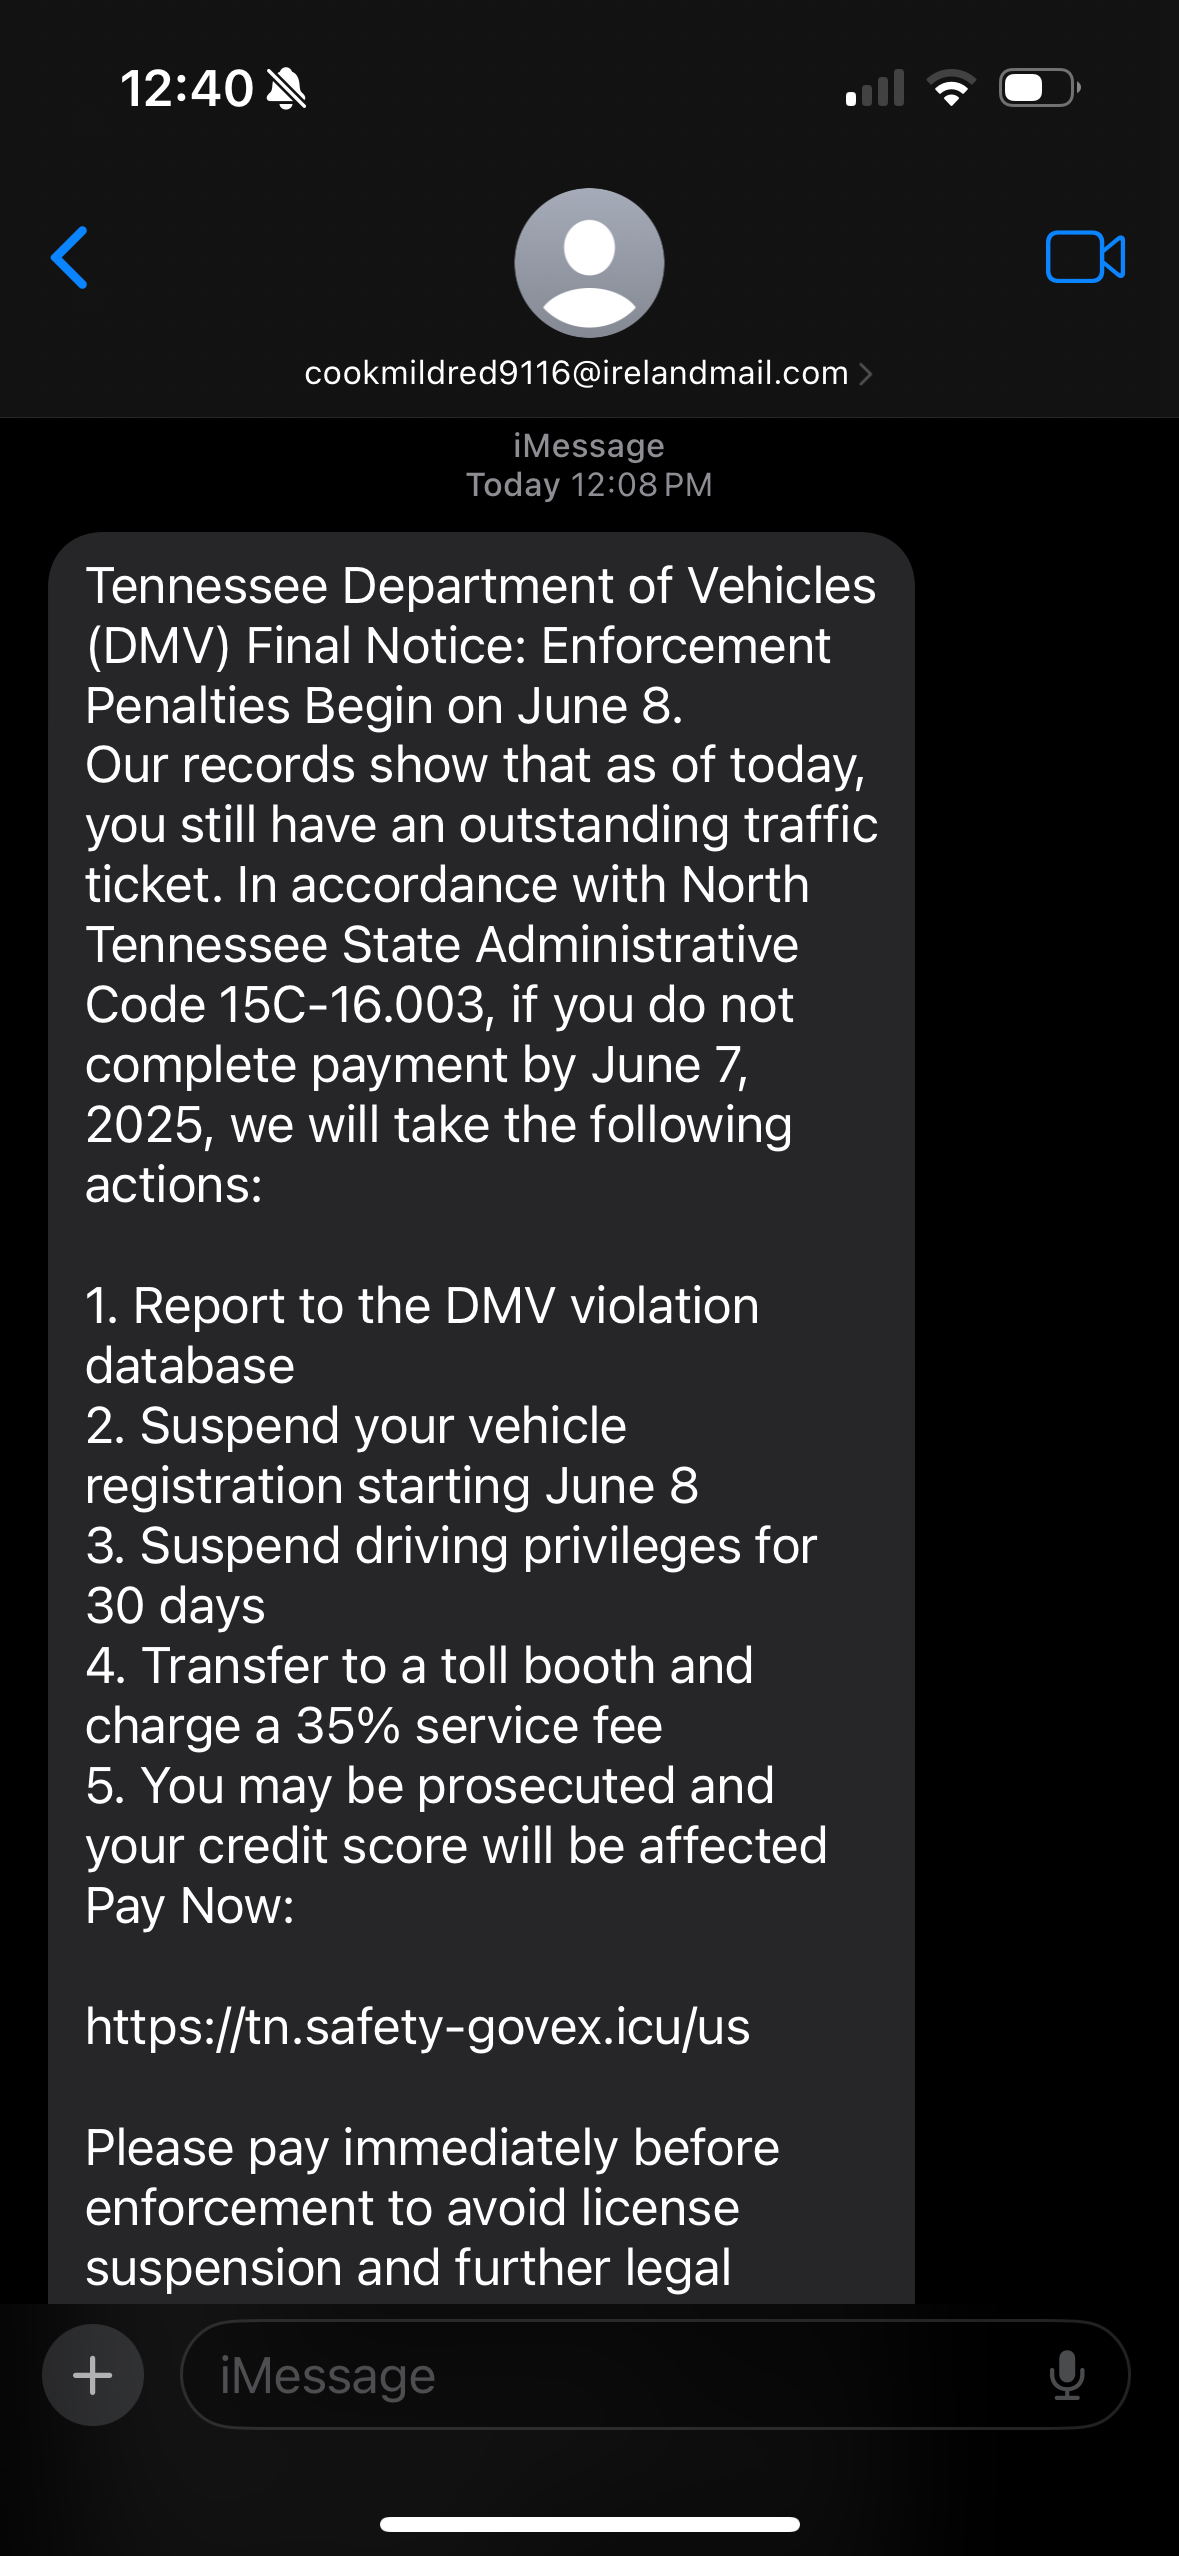 12:40
cookmildred9116@irelandmail.com
iMessage
Today 12:08 PM
Tennessee Department of Vehicles
(DMV) Final Notice: Enforcement
Penalties Begin on June 8.
Our records show that as of today,
you still have an outstanding traffic
ticket. In accordance with North
Tennessee State Administrative
Code 15C-16.003, if you do not
complete payment by June 7,
2025, we will take the following
actions:
1. Report to the DMV violation
database
2. Suspend your vehicle
registration starting June 8
3. Suspend driving privileges for
30 days
4. Transfer to a toll booth and
charge a 35% service fee
5. You may be prosecuted and
your credit score will be affected
Pay Now:
https://tn.safety-govex.icu/us
Please pay immediately before
enforcement to avoid license
suspension and further legal
iMessage